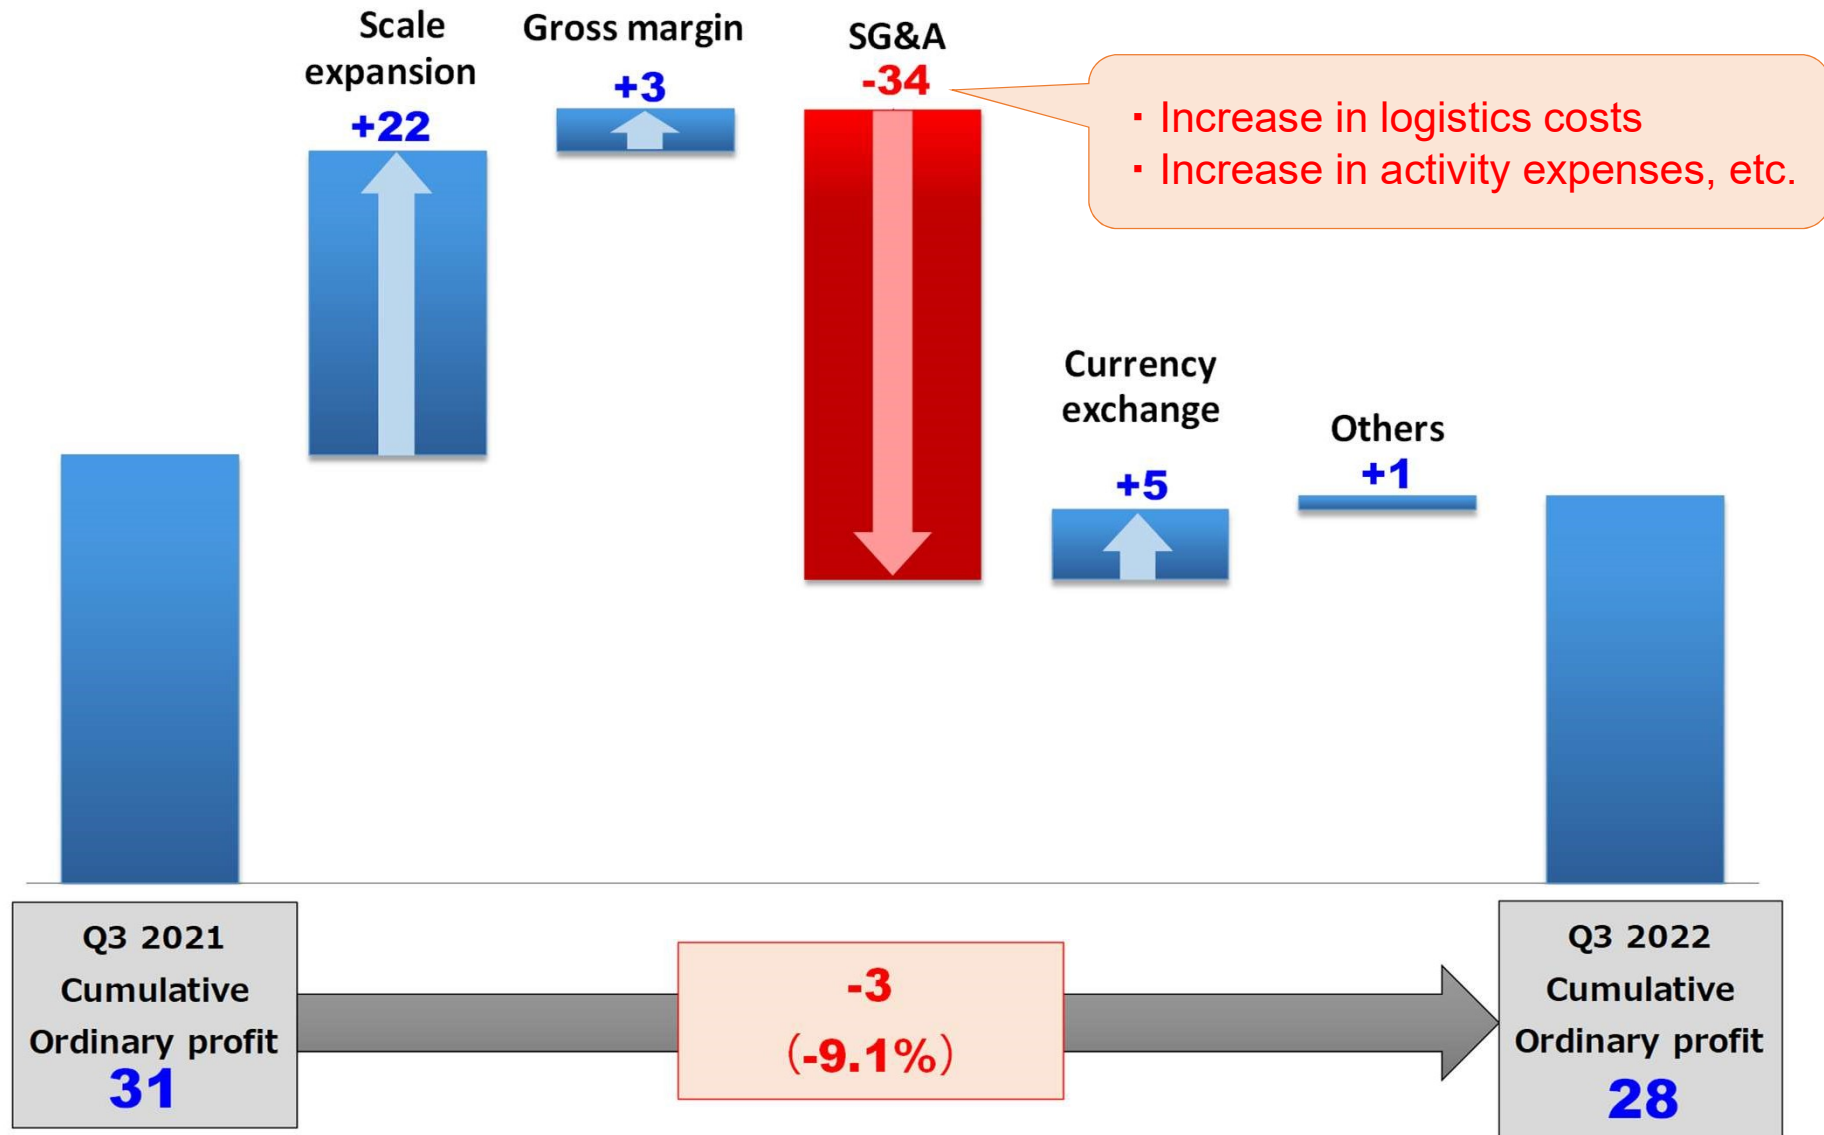 Scale
expansion
+22
Gross margin
+3
SG&A
-34
・Increase in logistics costs
・Increase in activity expenses, etc.
Currency
exchange
+5
Others
+1
Q3 2021
Cumulative
Ordinary profit
31
-3
(-9.1%)
Q3 2022
Cumulative
Ordinary profit
28